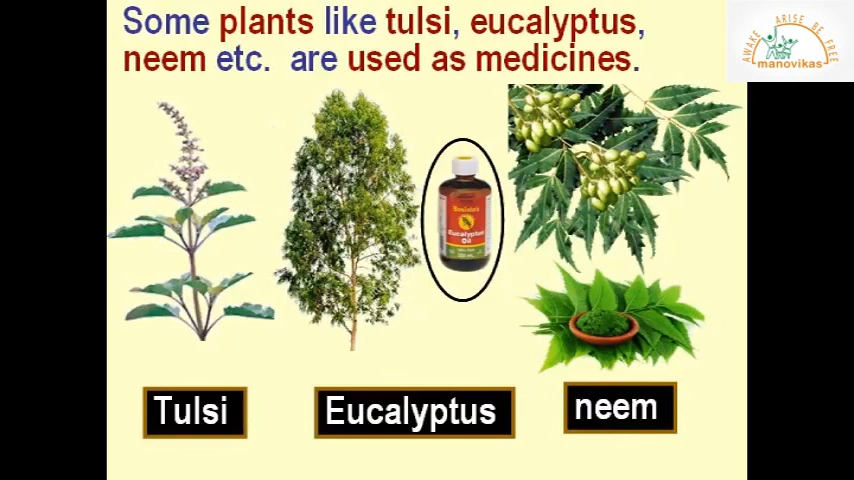 Some plants like tulsi, eucalyptus,
neem etc. are used as medicines.
AWAKE ARISE BE FREE
manovikas
Eucalyptus
Oil
Tulsi
Eucalyptus
neem